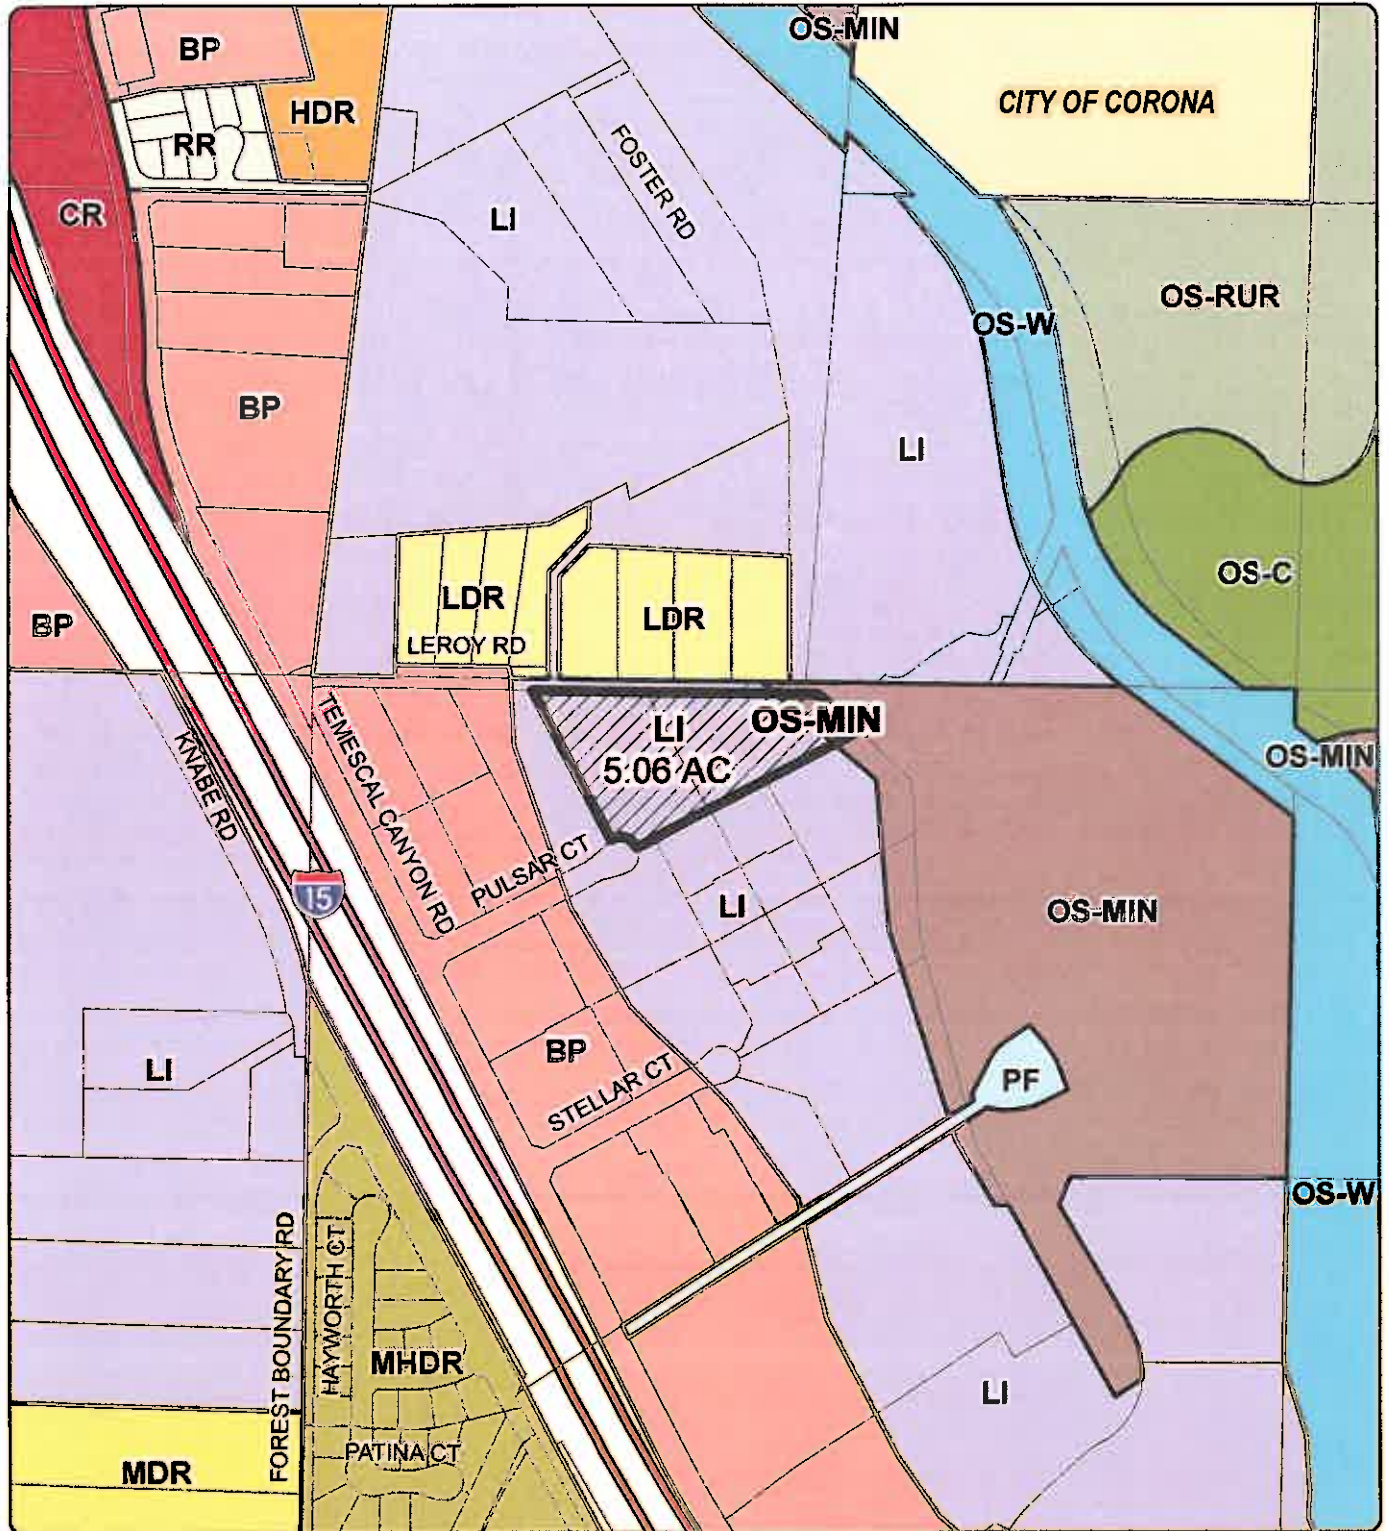 OS-MIN
BP
CITY OF CORONA
HDR
RR
FOSTER RD
CR
LI
OS-RUR
OS-W
BP
LI
OS-C
LDR
LDR
BP
LEROY RD
LI
5.06 AC
OS-MIN
OS-MIN
KNABE RD
TEMESCAL CANYON RD
PULSAR CT
15
LI
OS-MIN
BP
LI
STELLAR CT
PF
OS-W
FOREST BOUNDARY RD
HAYWORTH CT
MHDR
LI
PATINA CT
MDR